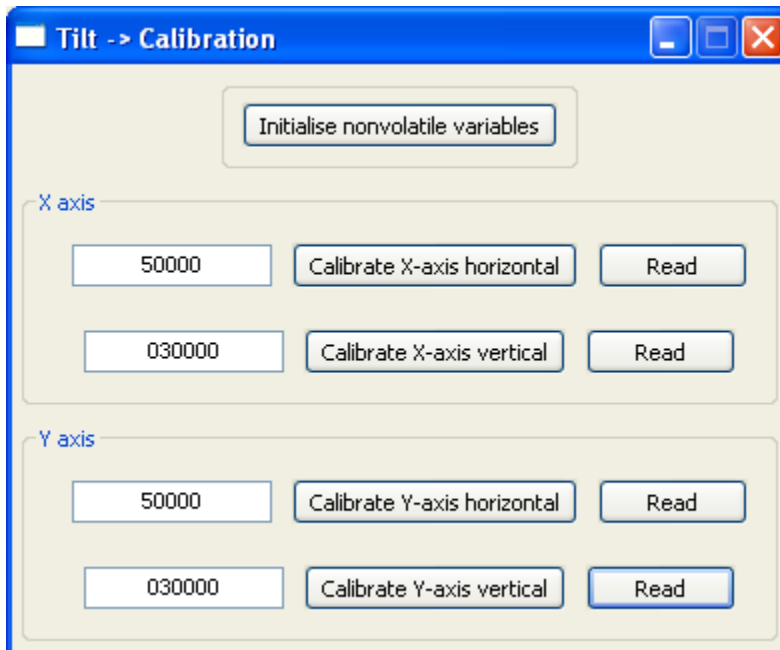 Tilt -> Calibration
Initialise nonvolatile variables
X axis
50000 Calibrate X-axis horizontal Read
030000 Calibrate X-axis vertical Read
Y axis
50000 Calibrate Y-axis horizontal Read
030000 Calibrate Y-axis vertical Read